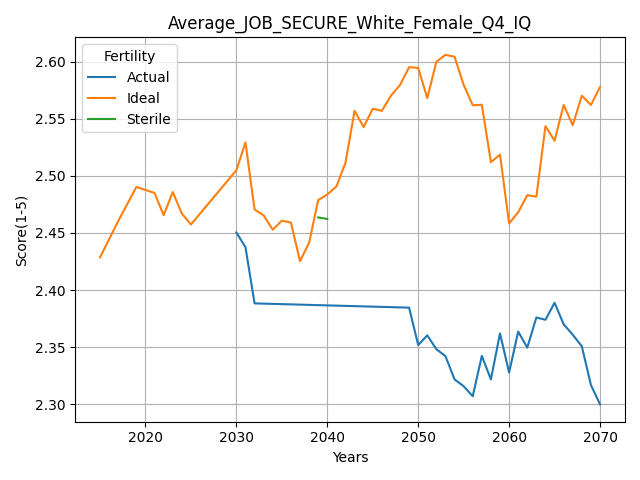 Average_JOB_SECURE_White_Female_Q4_IQ
Fertility
Actual
Ideal
Sterile
Score(1-5)
2.60
2.55
2.50
2.45
2.40
2.35
2.30
2020 2030 2040 2050 2060 2070
Years